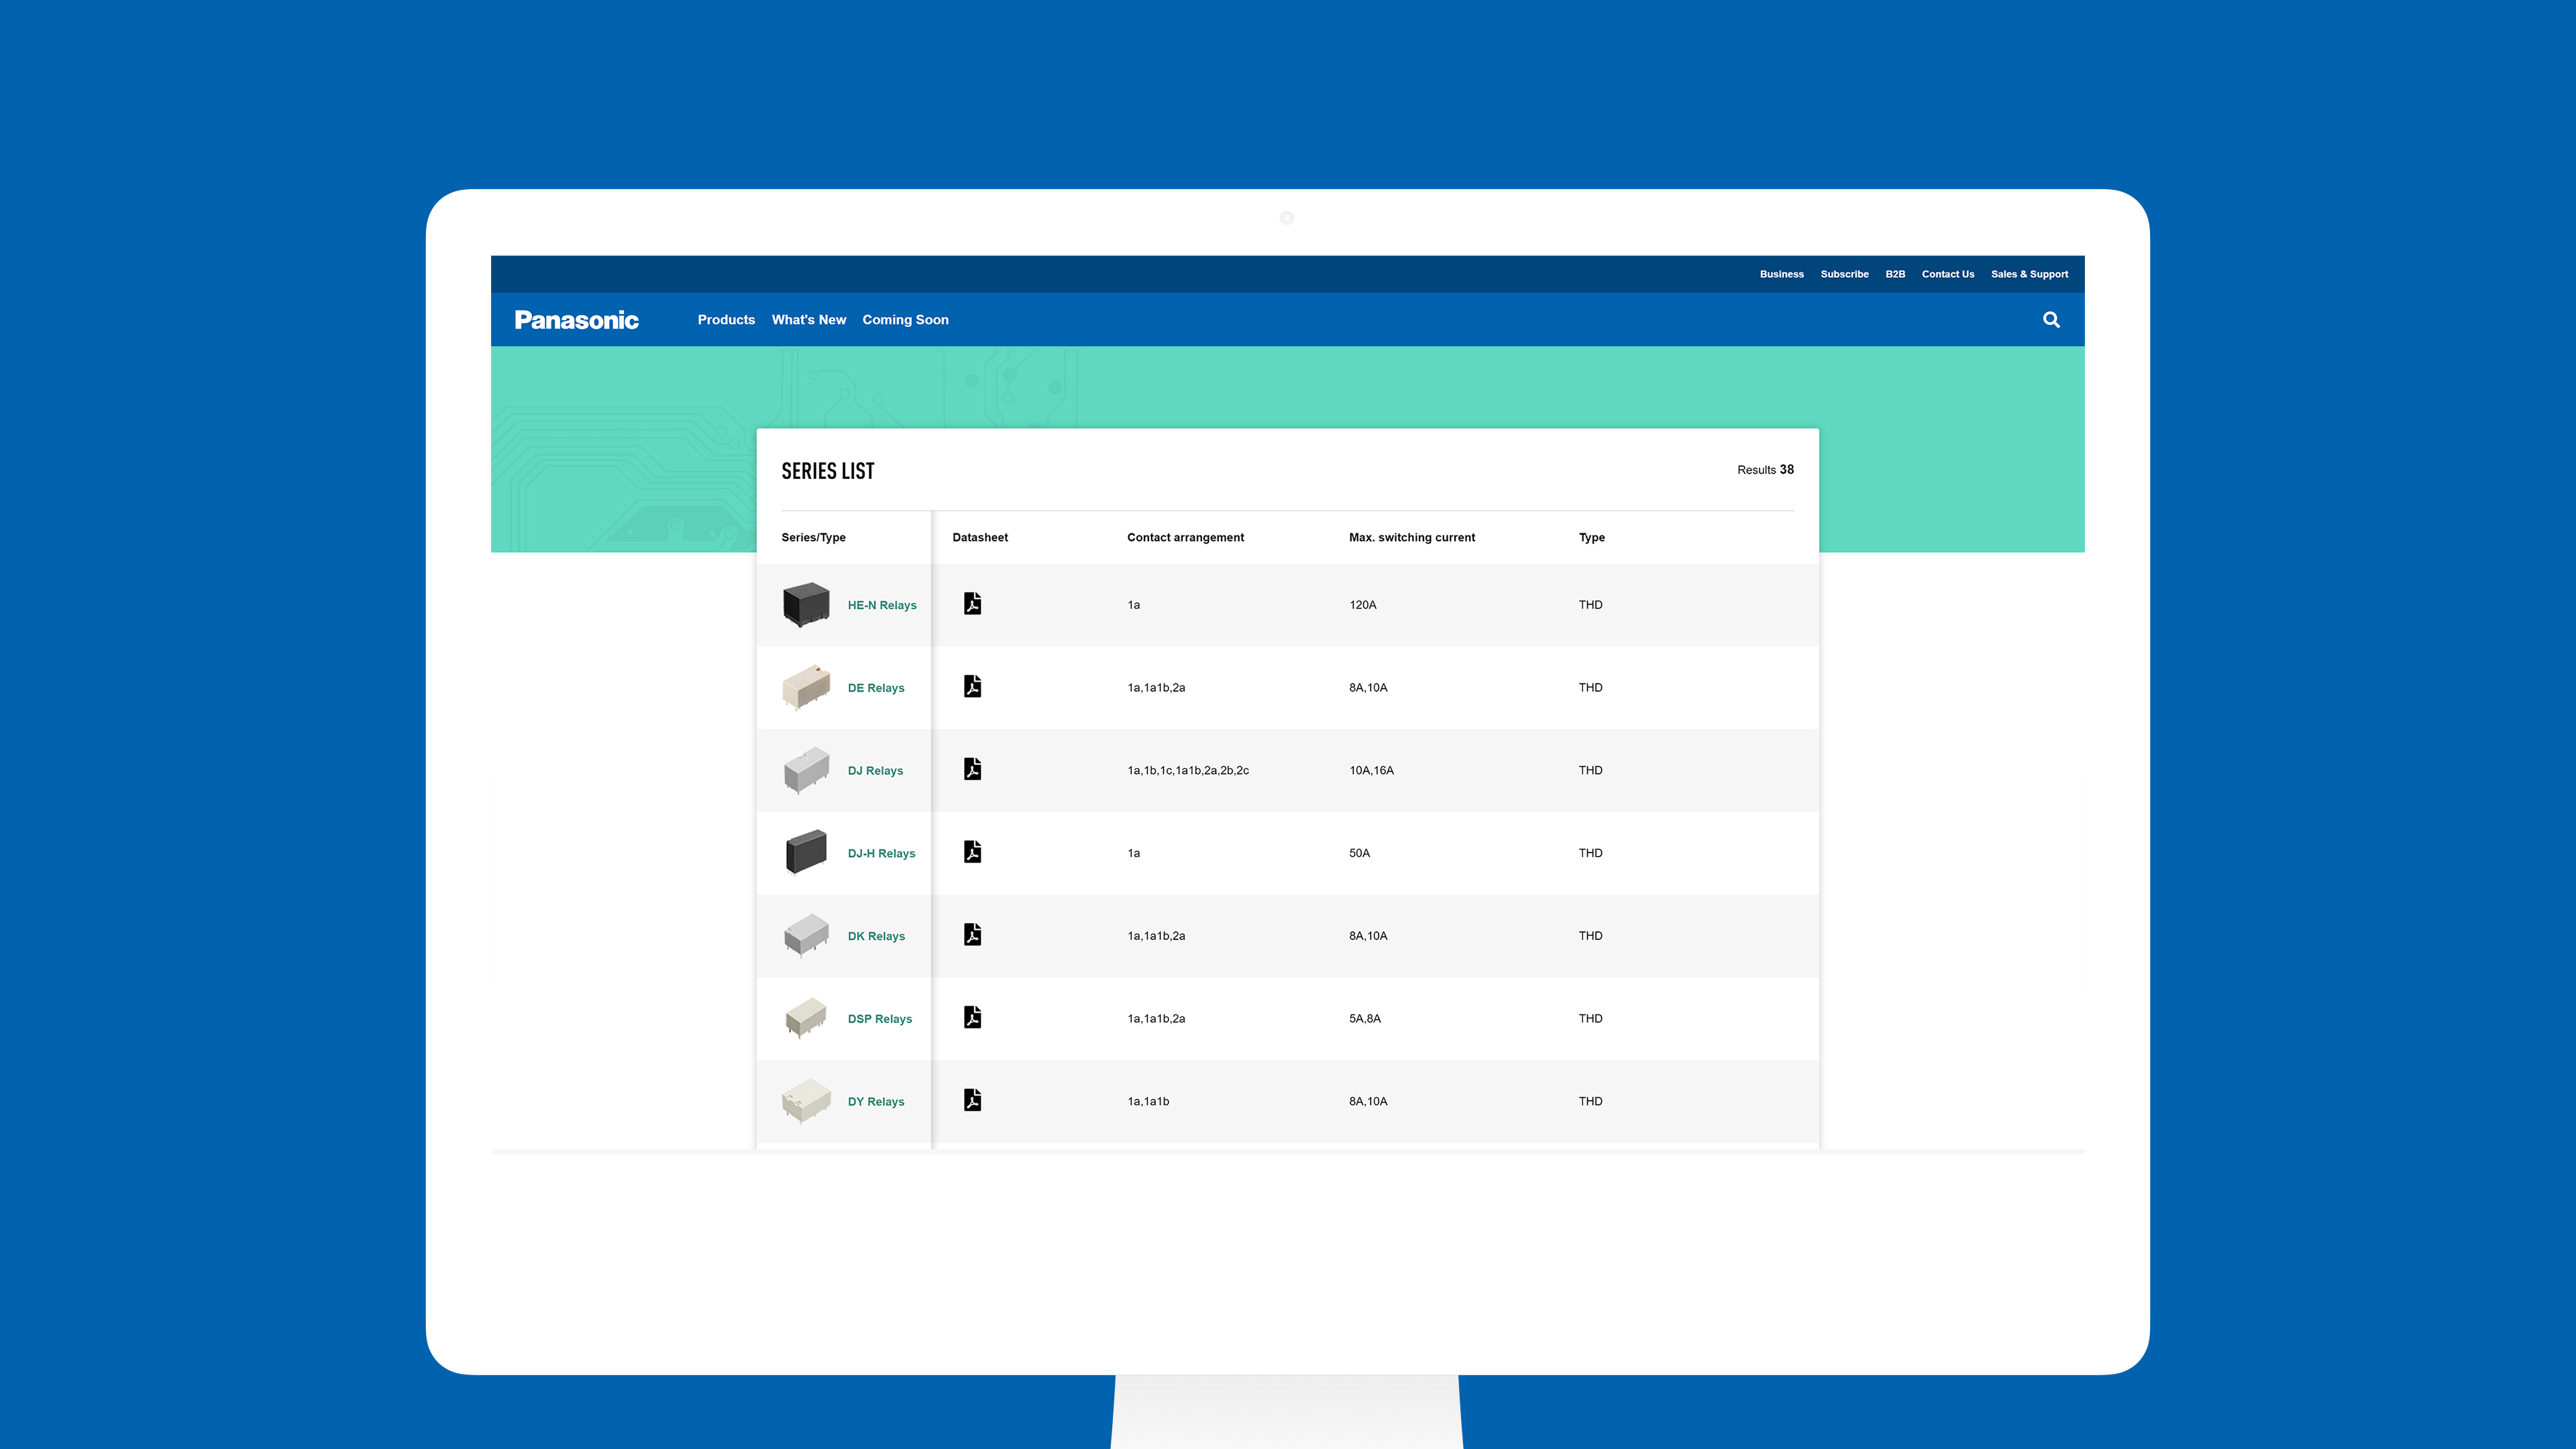 Business Subscribe B2B Contact Us Sales & Support
Panasonic Products What's New Coming Soon
SERIES LIST Results 38
Series/Type Datasheet Contact arrangement Max. switching current Type
HE-N Relays 1a 120A THD
DE Relays 1a,1a1b,2a 8A,10A THD
DJ Relays 1a,1b,1c,1a1b,2a,2b,2c 10A,16A THD
DJ-H Relays 1a 50A THD
DK Relays 1a,1a1b,2a 8A,10A THD
DSP Relays 1a,1a1b,2a 5A,8A THD
DY Relays 1a,1a1b 8A,10A THD